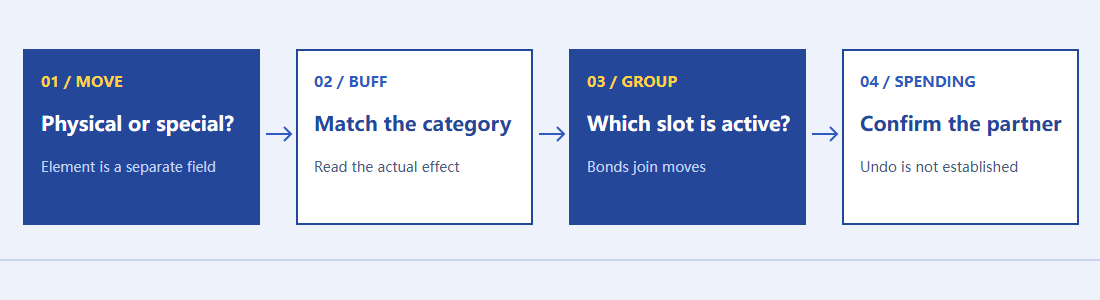 01 / MOVE
Physical or special?
Element is a separate field
02 / BUFF
Match the category
Read the actual effect
03 / GROUP
Which slot is active?
Bonds join moves
04 / SPENDING
Confirm the partner
Undo is not established